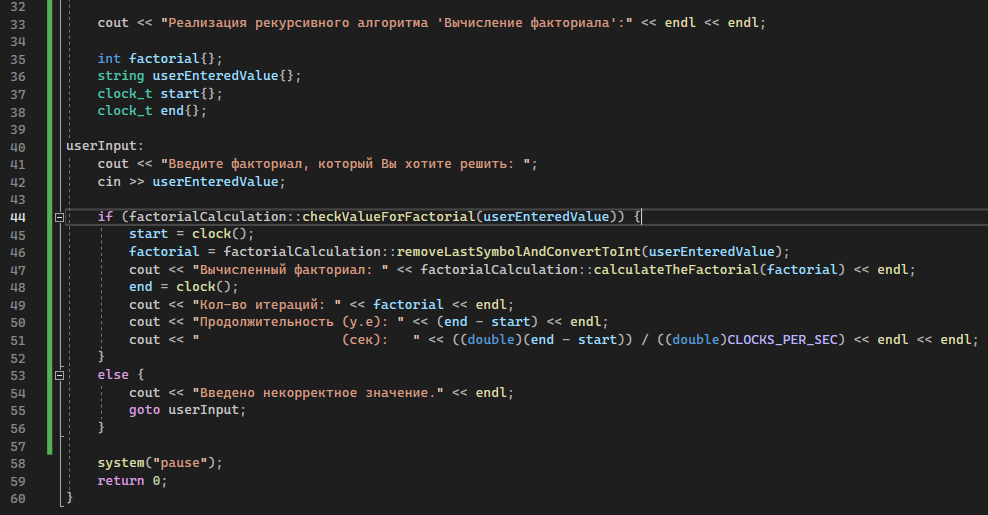 32
33 cout << "Реализация рекурсивного алгоритма 'Вычисление факториала':" << endl << endl;
34
35 int factorial{};
36 string userEnteredValue{};
37 clock_t start{};
38 clock_t end{};
39
40 userInput:
41 cout << "Введите факториал, который Вы хотите решить: ";
42 cin >> userEnteredValue;
43
44 if (factorialCalculation::checkValueForFactorial(userEnteredValue)) {
45 start = clock();
46 factorial = factorialCalculation::removeLastSymbolAndConvertToInt(userEnteredValue);
47 cout << "Вычисленный факториал: " << factorialCalculation::calculateTheFactorial(factorial) << endl;
48 end = clock();
49 cout << "Кол-во итераций: " << factorial << endl;
50 cout << "Продолжительность (у.е): " << (end - start) << endl;
51 cout << "                  (сек):   " << ((double)(end - start)) / ((double)CLOCKS_PER_SEC) << endl << endl;
52 }
53 else {
54 cout << "Введено некорректное значение." << endl;
55 goto userInput;
56 }
57
58 system("pause");
59 return 0;
60 }